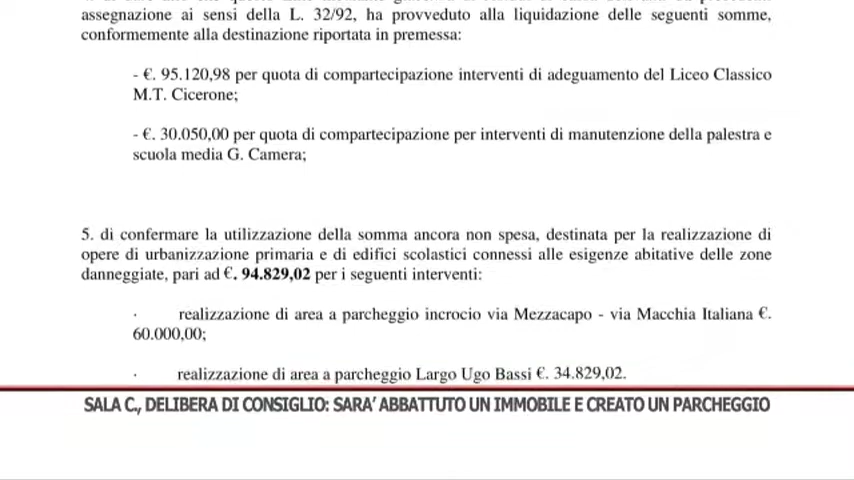 assegnazione ai sensi della L. 32/92, ha provveduto alla liquidazione delle seguenti somme,
conformemente alla destinazione riportata in premessa:
- €. 95.120,98 per quota di compartecipazione interventi di adeguamento del Liceo Classico
M.T. Cicerone;
- €. 30.050,00 per quota di compartecipazione per interventi di manutenzione della palestra e
scuola media G. Camera;
5. di confermare la utilizzazione della somma ancora non spesa, destinata per la realizzazione di
opere di urbanizzazione primaria e di edifici scolastici connessi alle esigenze abitative delle zone
danneggiate, pari ad €. 94.829,02 per i seguenti interventi:
· realizzazione di area a parcheggio incrocio via Mezzacapo - via Macchia Italiana €.
60.000,00;
· realizzazione di area a parcheggio Largo Ugo Bassi €. 34.829,02.
SALA C., DELIBERA DI CONSIGLIO: SARA' ABBATTUTO UN IMMOBILE E CREATO UN PARCHEGGIO